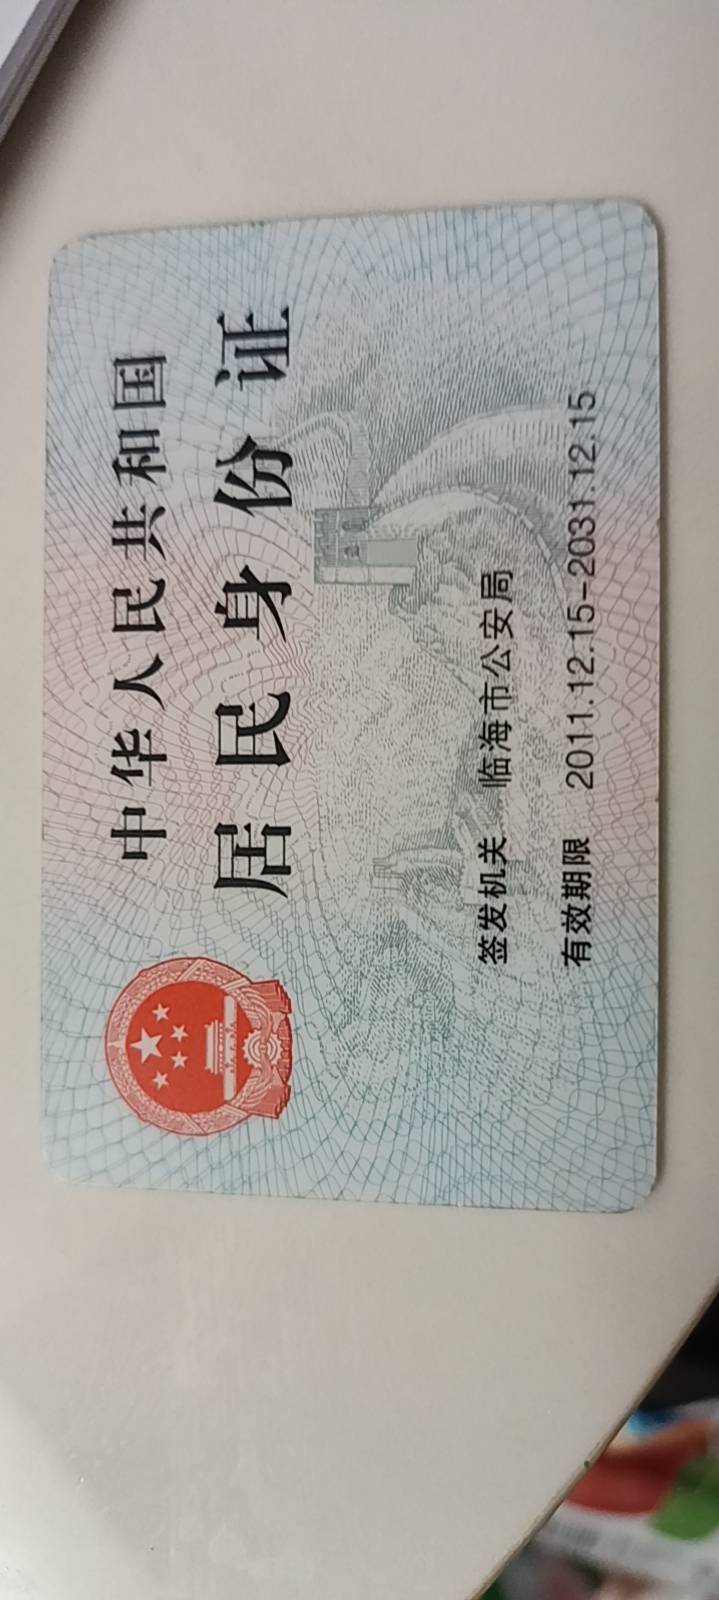 中华人民共和国
居民身份证
签发机关 临海市公安局
有效期限 2011.12.15-2031.12.15